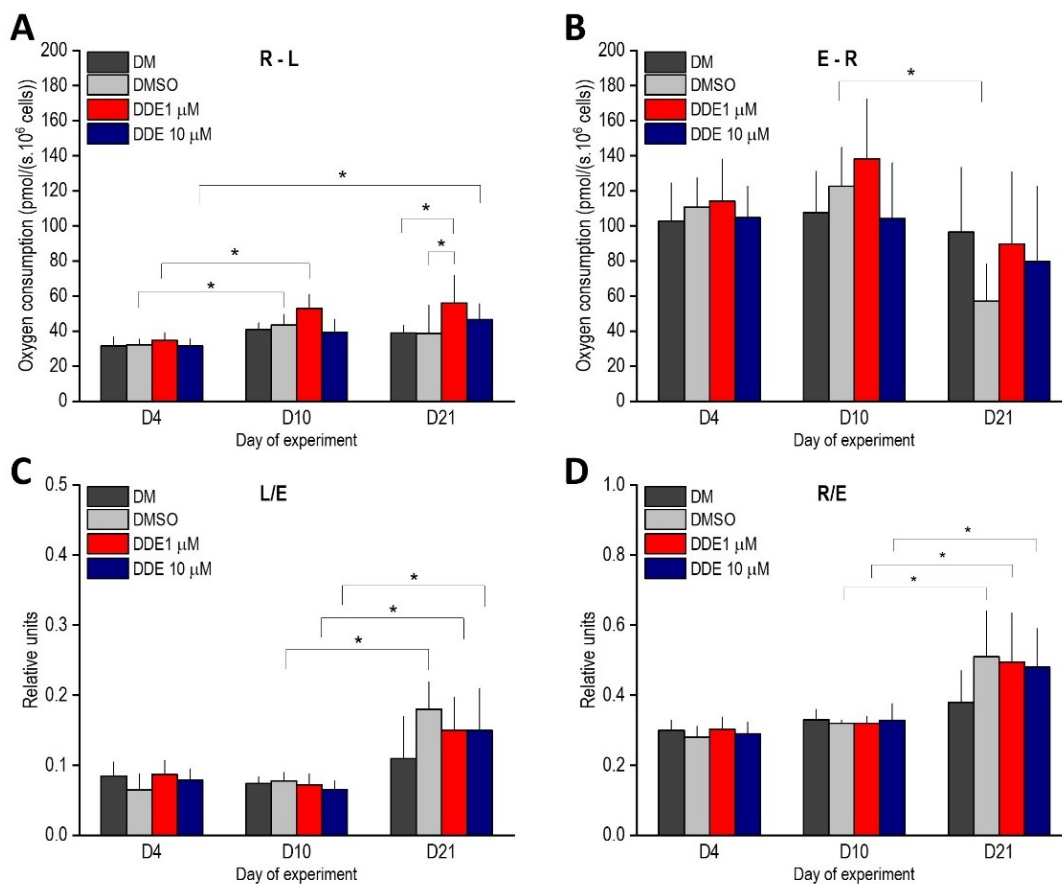 A
R - L
DM
DMSO
DDE1 μM
DDE 10 μM
Oxygen consumption (pmol/(s.10⁶ cells))
200
180
160
140
120
100
80
60
40
20
0
*
*
*
*
*
D4
D10
D21
Day of experiment
B
E - R
DM
DMSO
DDE1 μM
DDE 10 μM
Oxygen consumption (pmol/(s.10⁶ cells))
200
180
160
140
120
100
80
60
40
20
0
*
D4
D10
D21
Day of experiment
C
L/E
DM
DMSO
DDE1 μM
DDE 10 μM
Relative units
0.5
0.4
0.3
0.2
0.1
0.0
*
*
*
D4
D10
D21
Day of experiment
D
R/E
DM
DMSO
DDE1 μM
DDE 10 μM
Relative units
1.0
0.8
0.6
0.4
0.2
0.0
*
*
*
D4
D10
D21
Day of experiment